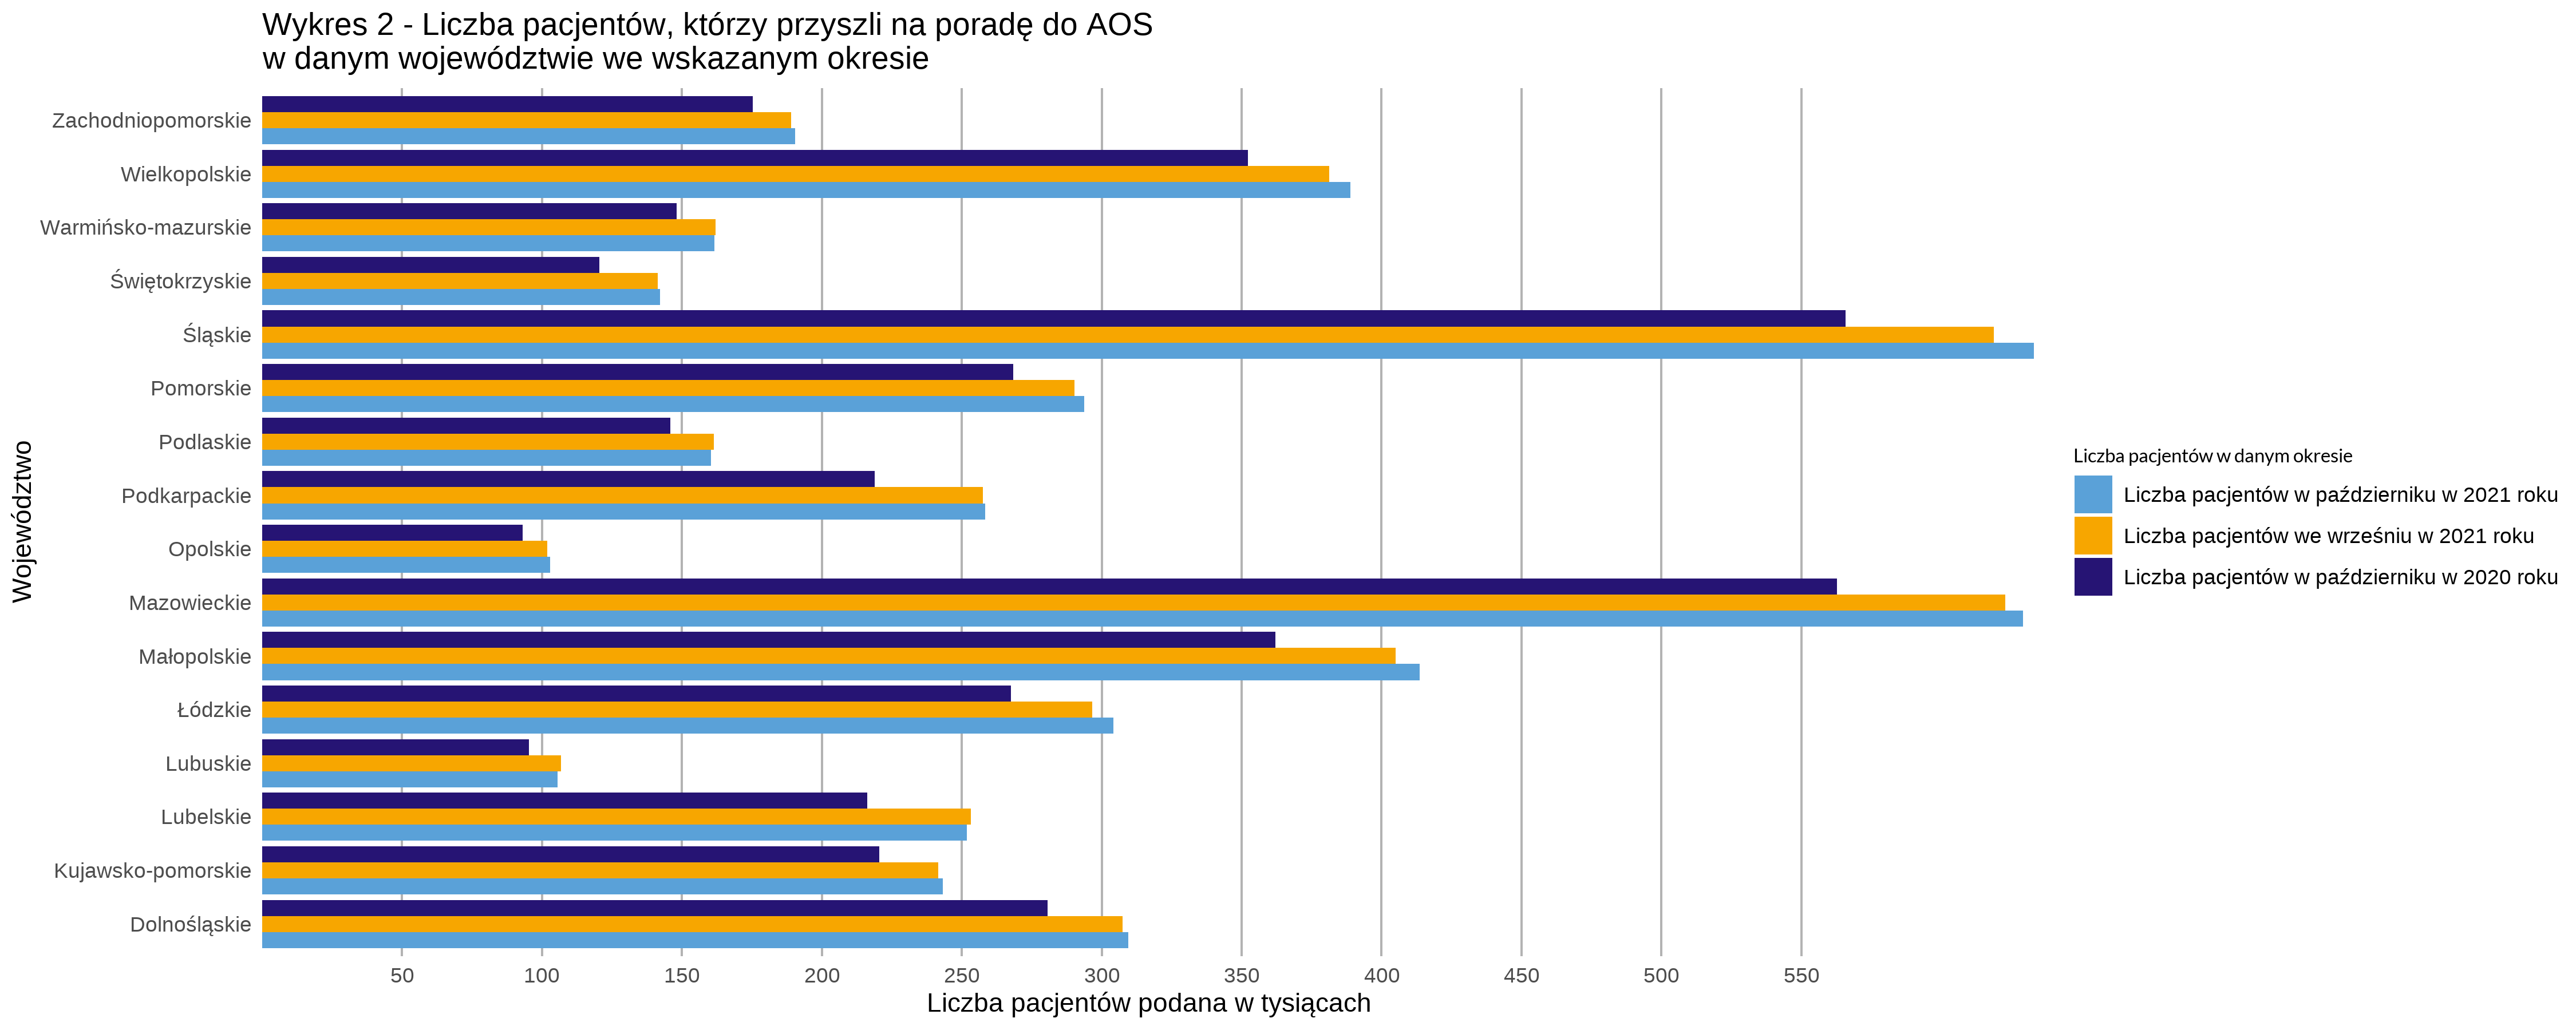 Wykres 2 - Liczba pacjentów, którzy przyszli na poradę do AOS
w danym województwie we wskazanym okresie
Województwo
Zachodniopomorskie
Wielkopolskie
Warmińsko-mazurskie
Świętokrzyskie
Śląskie
Pomorskie
Podlaskie
Podkarpackie
Opolskie
Mazowieckie
Małopolskie
Łódzkie
Lubuskie
Lubelskie
Kujawsko-pomorskie
Dolnośląskie
50 100 150 200 250 300 350 400 450 500 550
Liczba pacjentów podana w tysiącach
Liczba pacjentów w danym okresie
Liczba pacjentów w październiku w 2021 roku
Liczba pacjentów we wrześniu w 2021 roku
Liczba pacjentów w październiku w 2020 roku